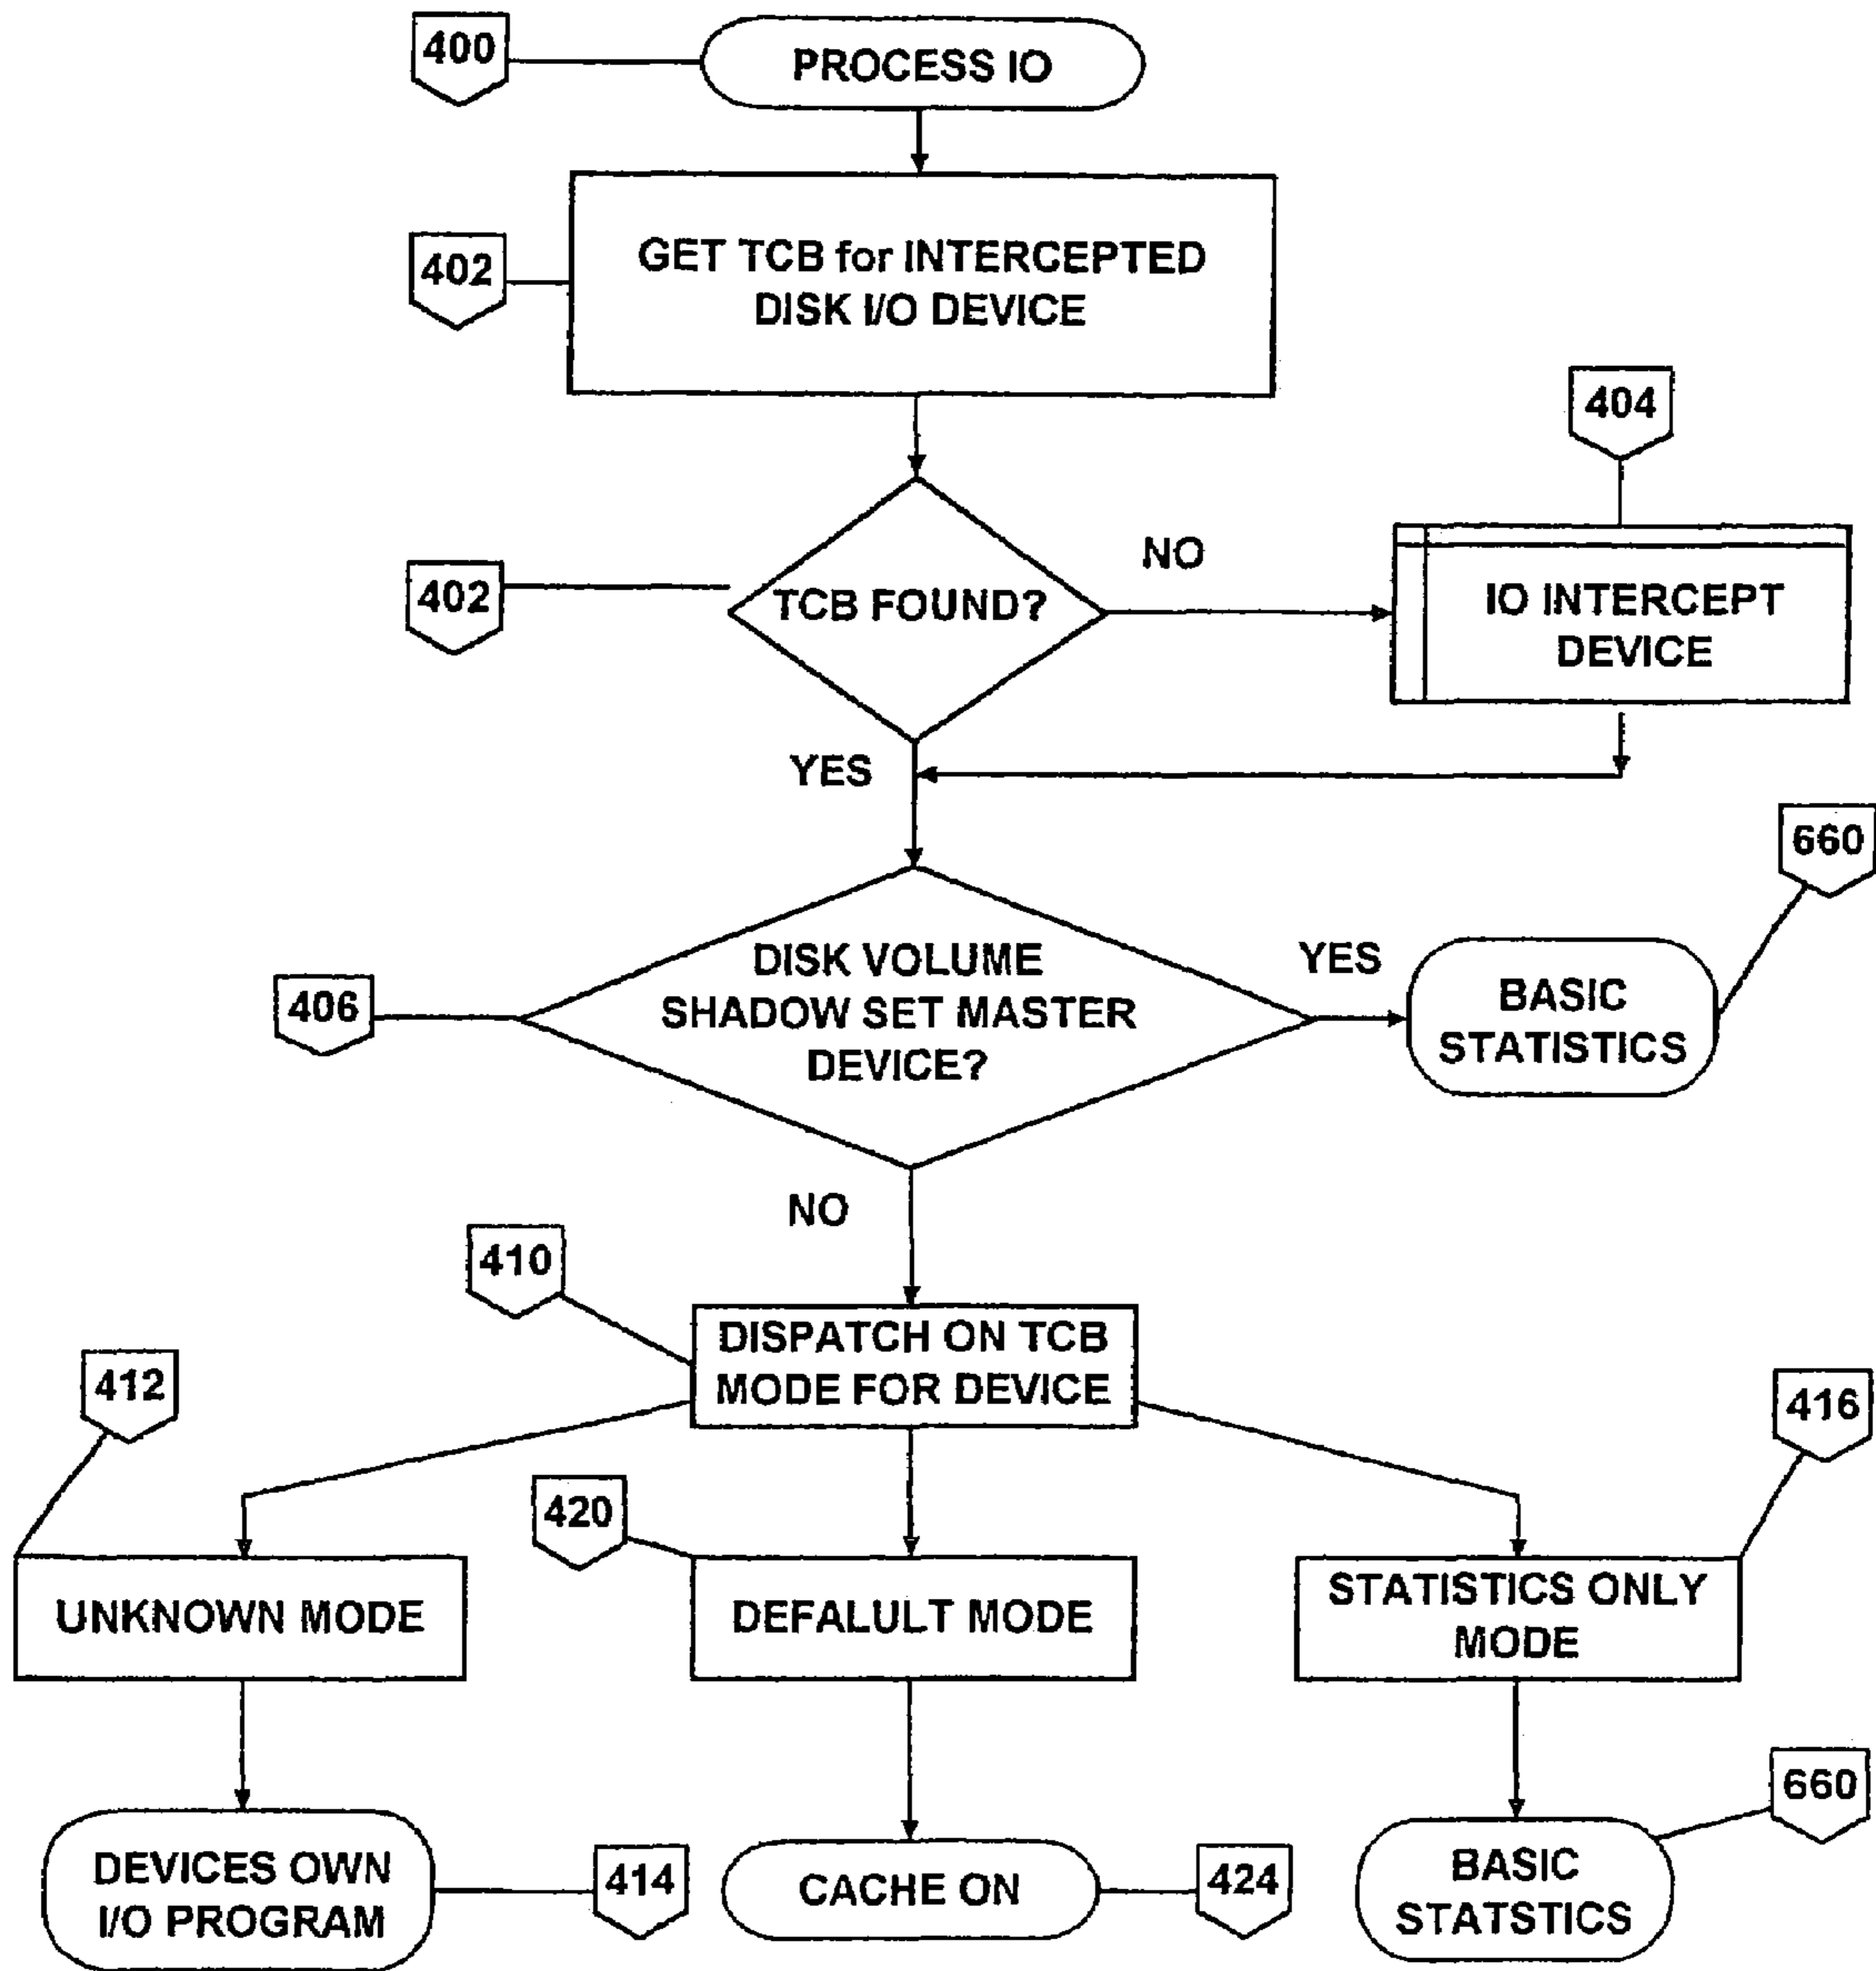 400
PROCESS IO
402
GET TCB for INTERCEPTED
DISK I/O DEVICE
404
402
TCB FOUND?
NO
IO INTERCEPT
DEVICE
YES
660
406
DISK VOLUME
SHADOW SET MASTER
DEVICE?
YES
BASIC
STATISTICS
NO
410
DISPATCH ON TCB
MODE FOR DEVICE
412
416
420
UNKNOWN MODE
DEFALULT MODE
STATISTICS ONLY
MODE
660
DEVICES OWN
I/O PROGRAM
414
CACHE ON
424
BASIC
STATSTICS